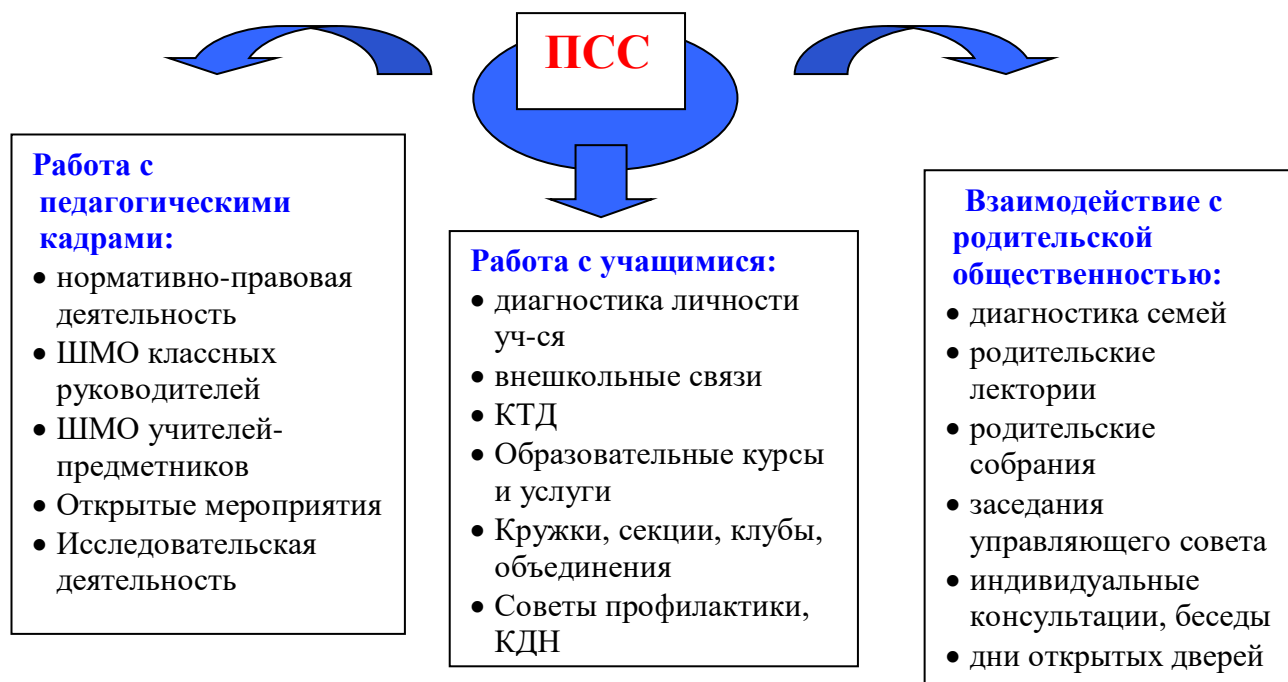 ПСС
Работа с
педагогическими
кадрами:
• нормативно-правовая
деятельность
• ШМО классных
руководителей
• ШМО учителей-
предметников
• Открытые мероприятия
• Исследовательская
деятельность
Работа с учащимися:
• диагностика личности
уч-ся
• внешкольные связи
• КТД
• Образовательные курсы
и услуги
• Кружки, секции, клубы,
объединения
• Советы профилактики,
КДН
Взаимодействие с
родительской
общественностью:
• диагностика семей
• родительские
лектории
• родительские
собрания
• заседания
управляющего совета
• индивидуальные
консультации, беседы
• дни открытых дверей